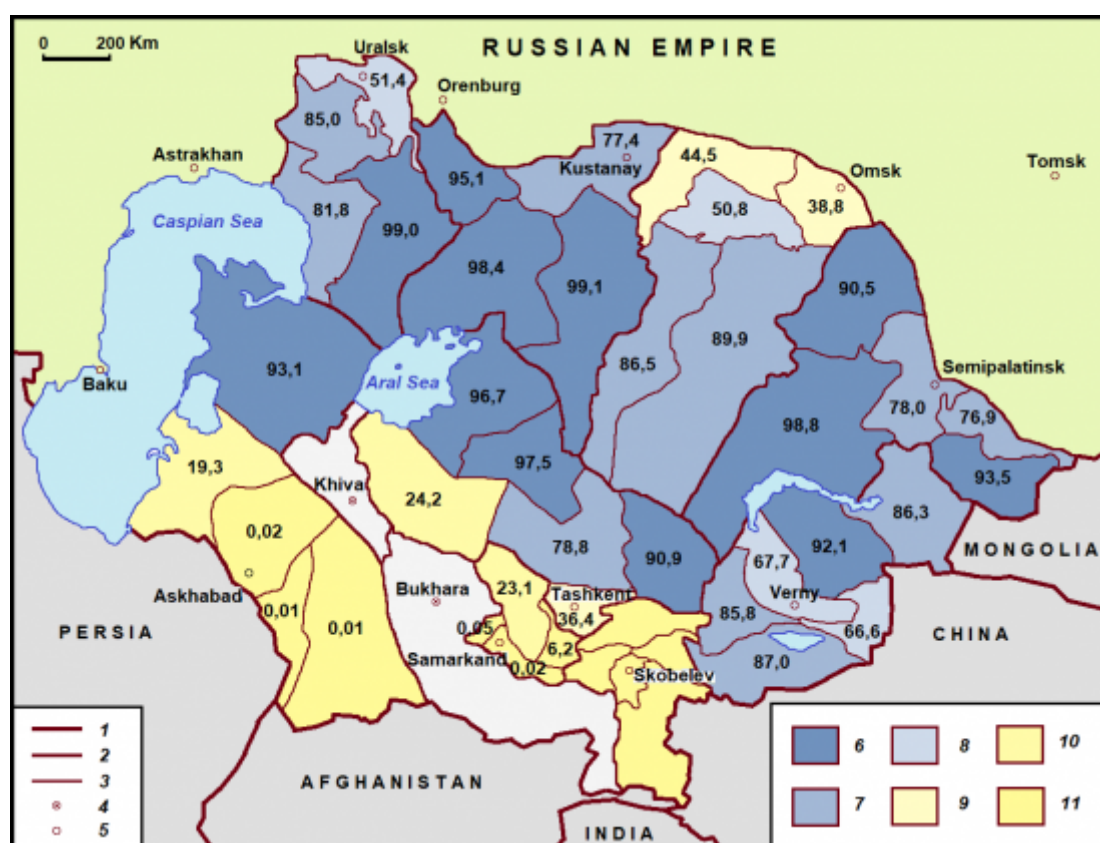 0 200 Km
RUSSIAN EMPIRE
Uralsk
51,4
Orenburg
85,0
77,4
Kustanay
44,5
Astrakhan
Omsk
Tomsk
95,1
38,8
50,8
81,8
Caspian Sea
99,0
98,4
99,1
90,5
89,9
93,1
86,5
Semipalatinsk
Baku
Aral Sea
96,7
78,0
76,9
98,8
97,5
19,3
93,5
Khiva
24,2
86,3
0,02
78,8
90,9
92,1
MONGOLIA
67,7
Askhabad
Bukhara
23,1
Tashkent
36,4
Verny
85,8
0,01
0,01
PERSIA
0,05
66,6
CHINA
Samarkand
6,2
0,02
87,0
Skobelev
AFGHANISTAN
INDIA
1
2
3
4
5
6 8 10
7 9 11